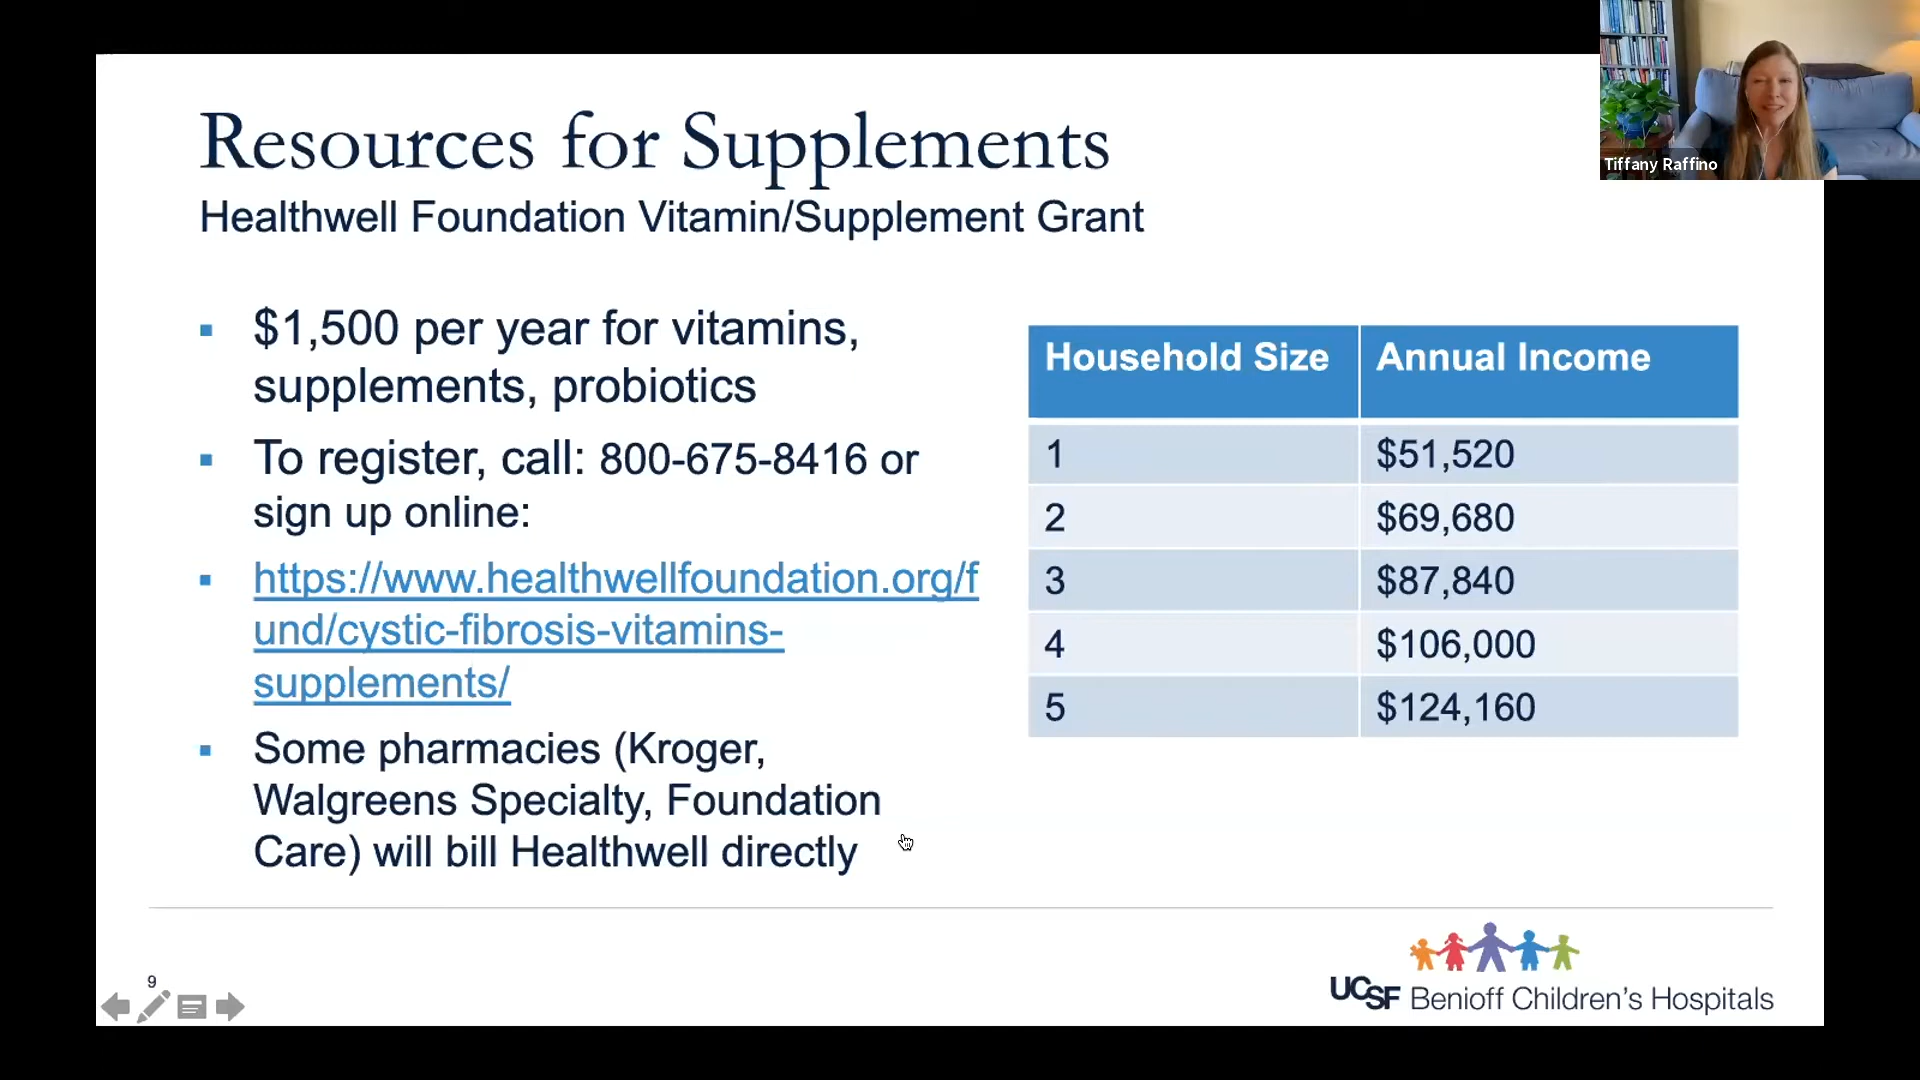 Resources for Supplements
Healthwell Foundation Vitamin/Supplement Grant
▪ $1,500 per year for vitamins,
supplements, probiotics
▪ To register, call: 800-675-8416 or
sign up online:
▪ https://www.healthwellfoundation.org/f
und/cystic-fibrosis-vitamins-
supplements/
▪ Some pharmacies (Kroger,
Walgreens Specialty, Foundation
Care) will bill Healthwell directly
Household Size Annual Income
1 $51,520
2 $69,680
3 $87,840
4 $106,000
5 $124,160
Tiffany Raffino
9
UCSF Benioff Children's Hospitals